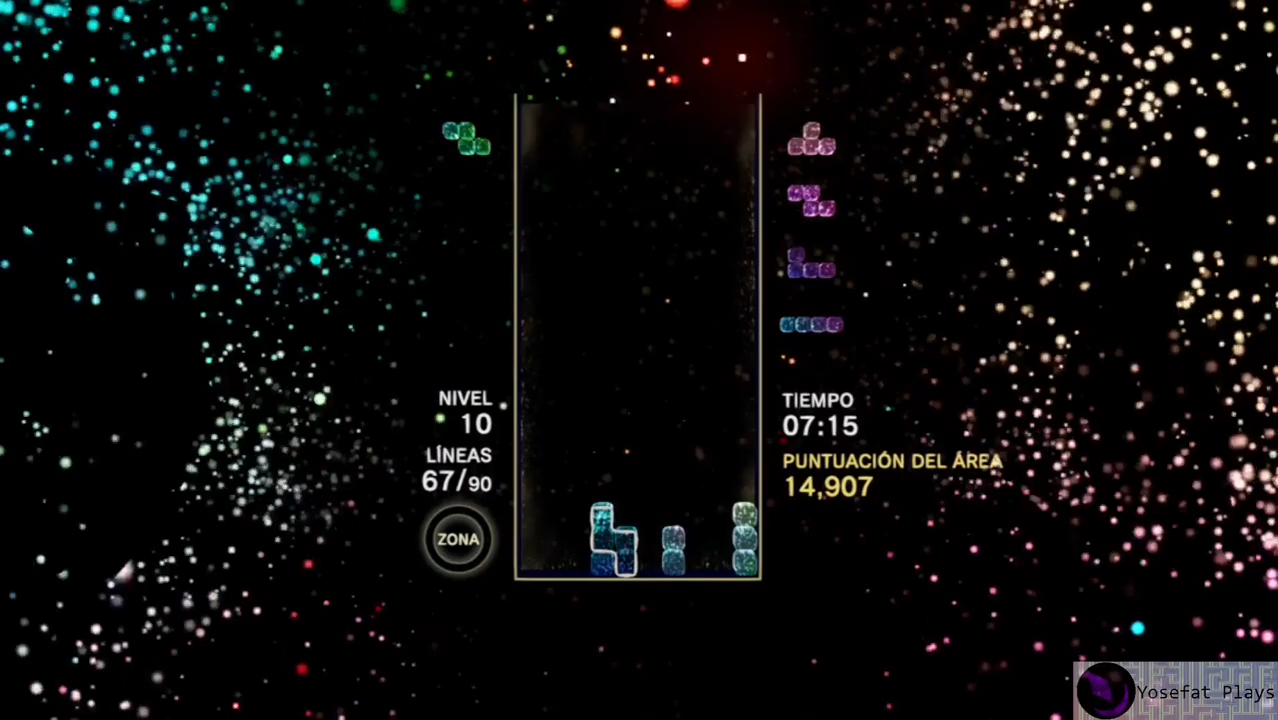 NIVEL
10
LÍNEAS
67/90
ZONA
TIEMPO
07:15
PUNTUACIÓN DEL ÁREA
14,907
Yosefat Plays